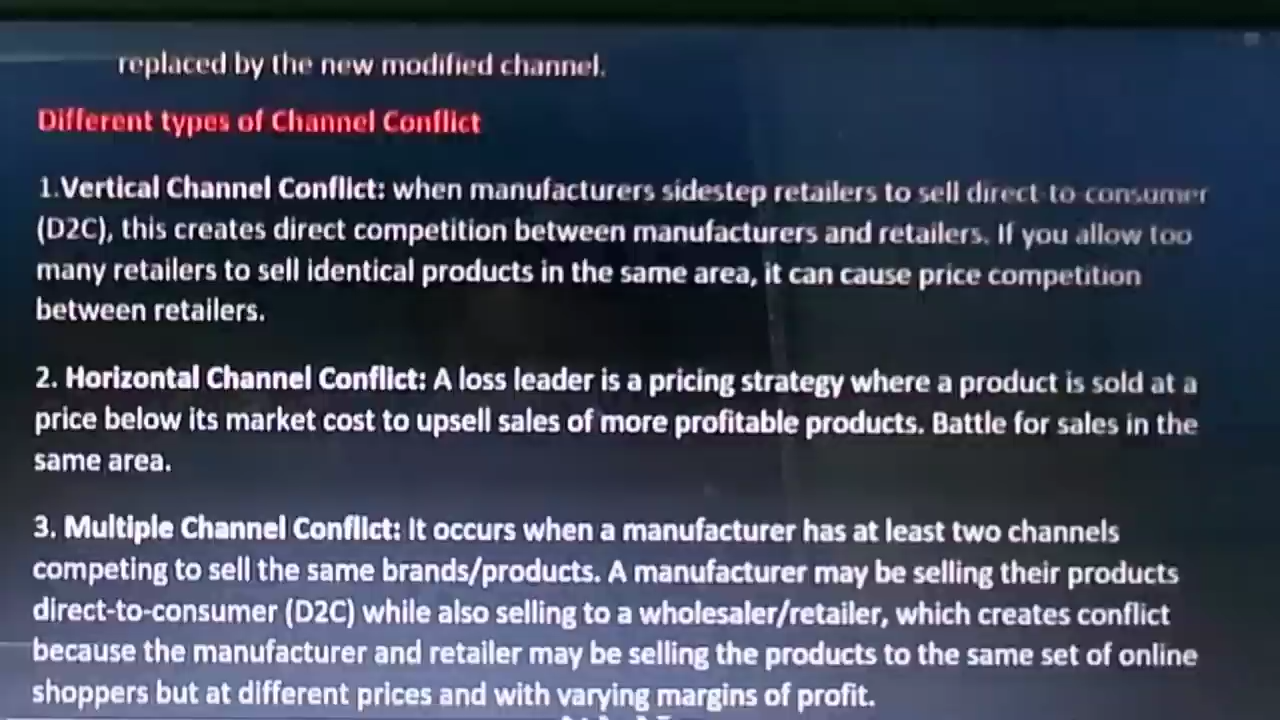 replaced by the new modified channel.
Different types of Channel Conflict
1.Vertical Channel Conflict: when manufacturers sidestep retailers to sell direct-to-consumer
(D2C), this creates direct competition between manufacturers and retailers. If you allow too
many retailers to sell identical products in the same area, it can cause price competition
between retailers.
2. Horizontal Channel Conflict: A loss leader is a pricing strategy where a product is sold at a
price below its market cost to upsell sales of more profitable products. Battle for sales in the
same area.
3. Multiple Channel Conflict: It occurs when a manufacturer has at least two channels
competing to sell the same brands/products. A manufacturer may be selling their products
direct-to-consumer (D2C) while also selling to a wholesaler/retailer, which creates conflict
because the manufacturer and retailer may be selling the products to the same set of online
shoppers but at different prices and with varying margins of profit.